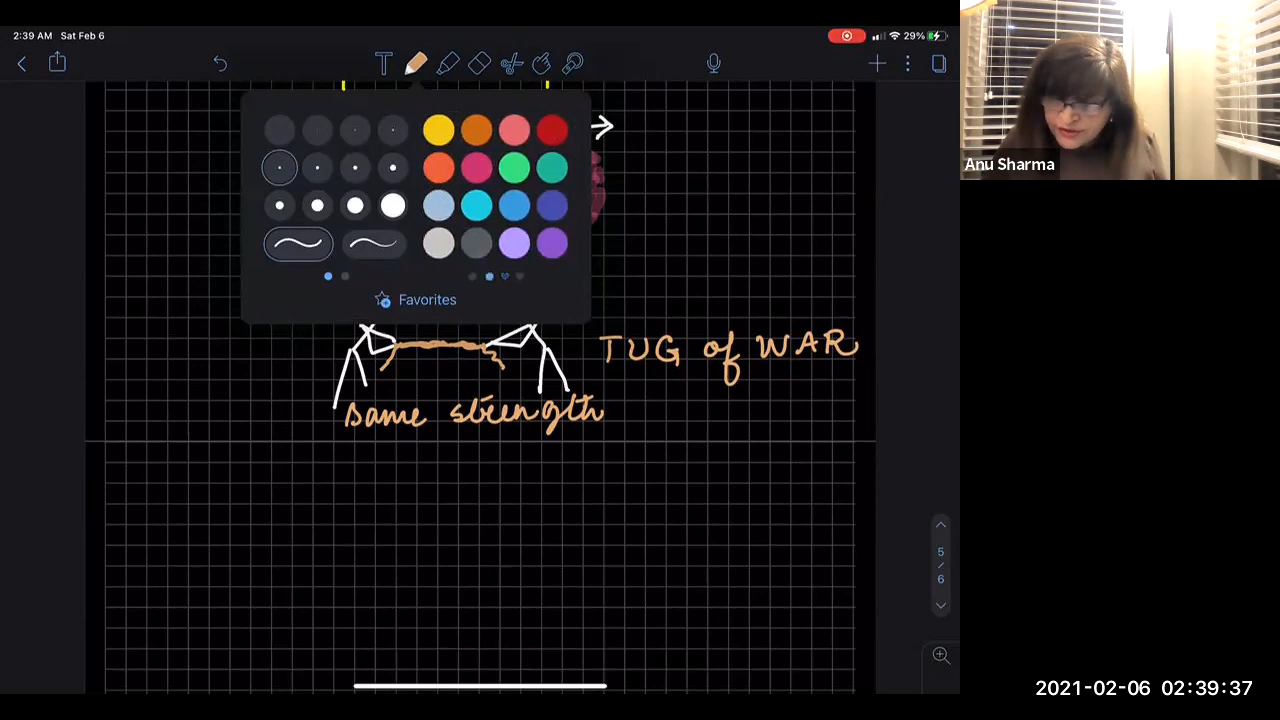 2:39 AM Sat Feb 6
29%
T
Favorites
TUG of WAR
same strength
5
/
6
Anu Sharma
2021-02-06 02:39:37